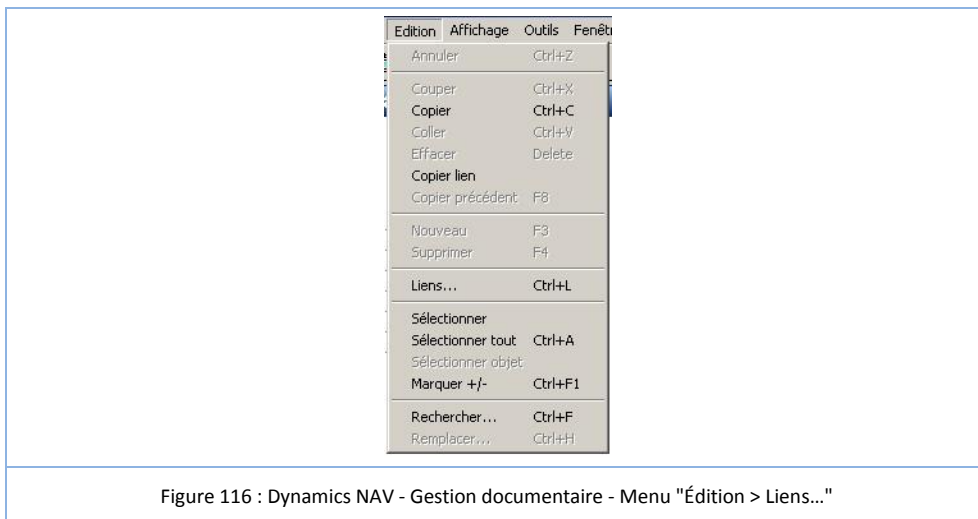 Edition Affichage Outils Fenêt
Annuler Ctrl+Z
Couper Ctrl+X
Copier Ctrl+C
Coller Ctrl+V
Effacer Delete
Copier lien
Copier précédent F8
Nouveau F3
Supprimer F4
Liens... Ctrl+L
Sélectionner
Sélectionner tout Ctrl+A
Sélectionner objet
Marquer +/- Ctrl+F1
Rechercher... Ctrl+F
Remplacer... Ctrl+H
Figure 116 : Dynamics NAV - Gestion documentaire - Menu "Édition > Liens…"